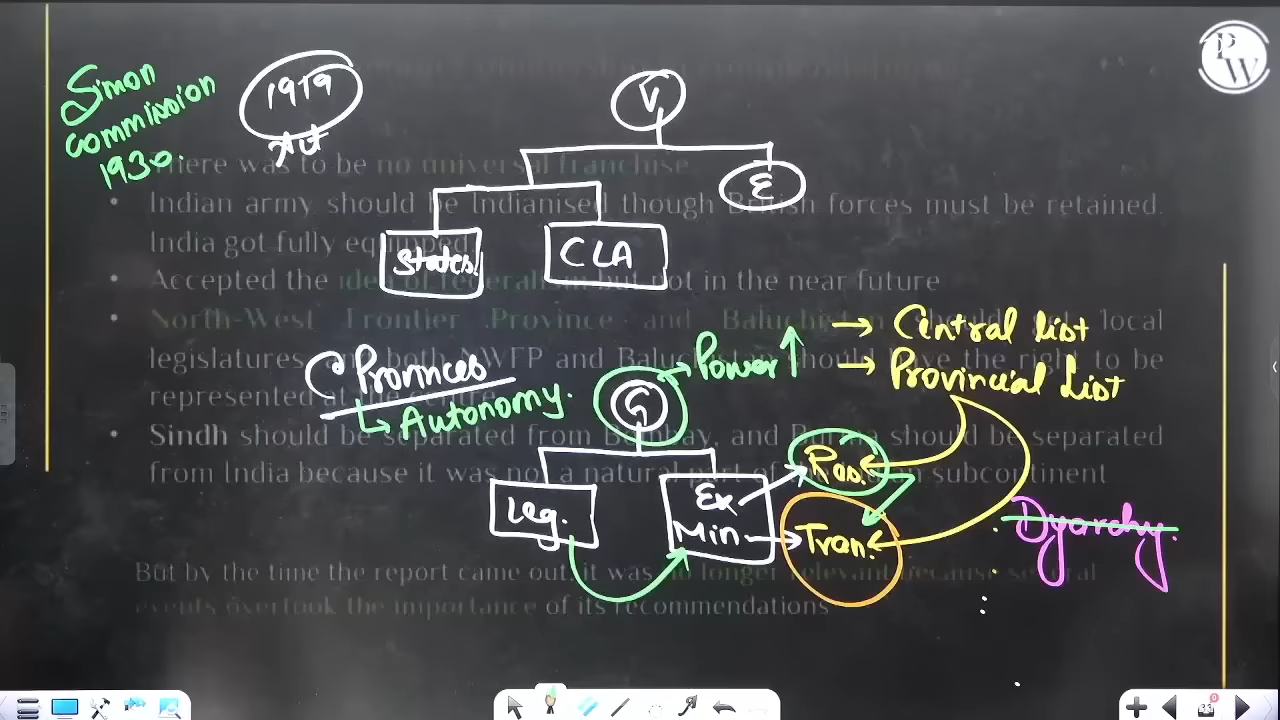 Simon
commission
1930.
1919
Act
V
E
PW
There was to be no universal franchise
• Indian army should be Indianised though British forces must be retained.
India got fully equipped
States
CLA
• Accepted the idea of federalism but not in the near future
• North-West Frontier Province and Baluchistan should get local
legislatures, and both NWFP and Baluchistan should have the right to be
represented at the centre
→ Central list
→ Provincial List
Provinces
↳ Autonomy.
G
→ Power ↑
• Sindh should be separated from Bombay, and Burma should be separated
from India because it was not a natural part of subcontinent
Leg.
Ex
Min.
Res.
Tran.
Dyarchy.
But by the time the report came out, it was no longer relevant because several
events overtook the importance of its recommendations